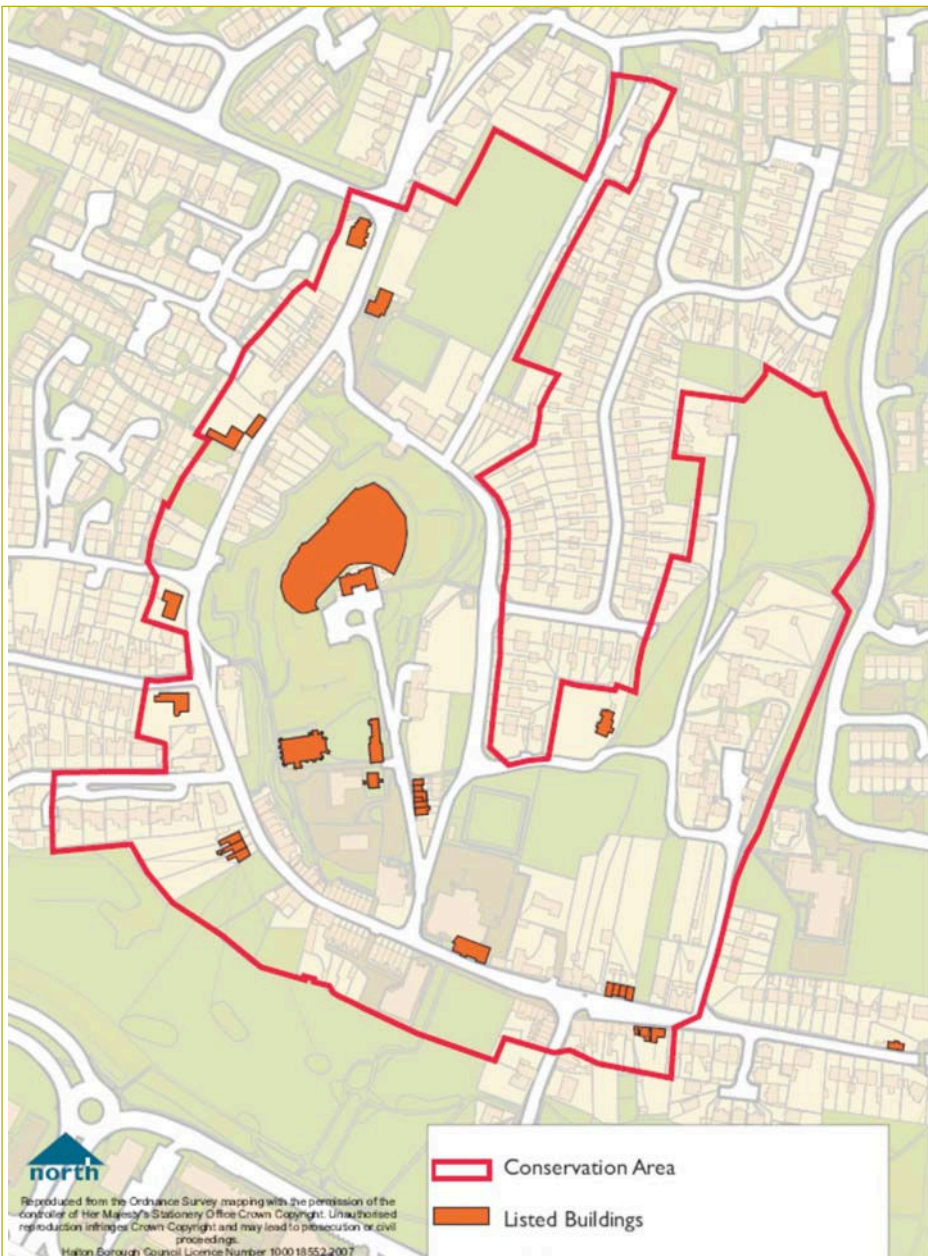 Conservation Area
Listed Buildings
north
Reproduced from the Ordnance Survey mapping with the permission of the
controller of Her Majesty's Stationery Office Crown Copyright. Unauthorised
reproduction infringes Crown Copyright and may lead to prosecution or civil
proceedings.
Halton Borough Council Licence Number 100018552 2007